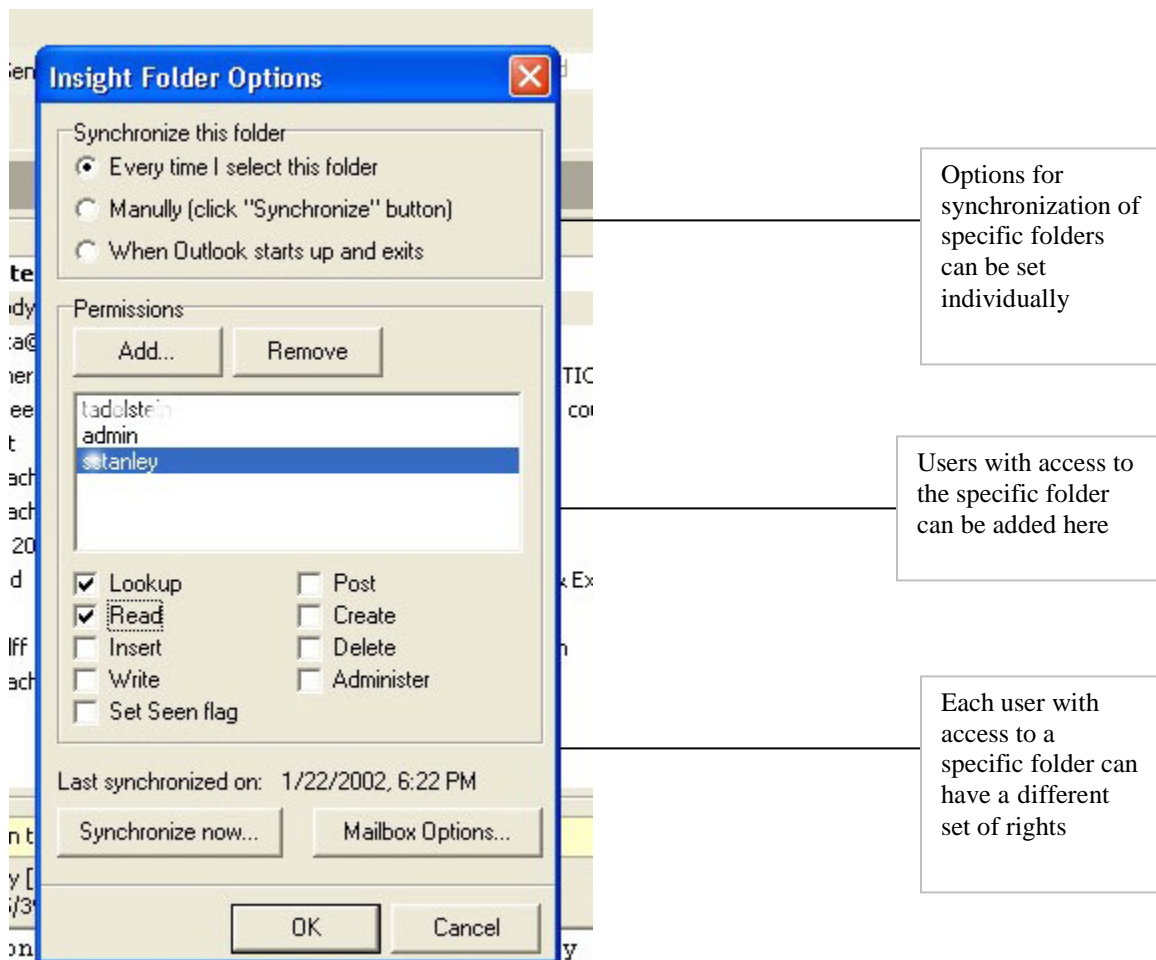 Insight Folder Options
Synchronize this folder
Every time I select this folder
Manully (click "Synchronize" button)
When Outlook starts up and exits
Permissions
Add... Remove
admin
sstanley
Lookup Post
Read Create
Insert Delete
Write Administer
Set Seen flag
Last synchronized on: 1/22/2002, 6:22 PM
Synchronize now... Mailbox Options...
OK Cancel
Options for
synchronization of
specific folders
can be set
individually
Users with access to
the specific folder
can be added here
Each user with
access to a
specific folder can
have a different
set of rights